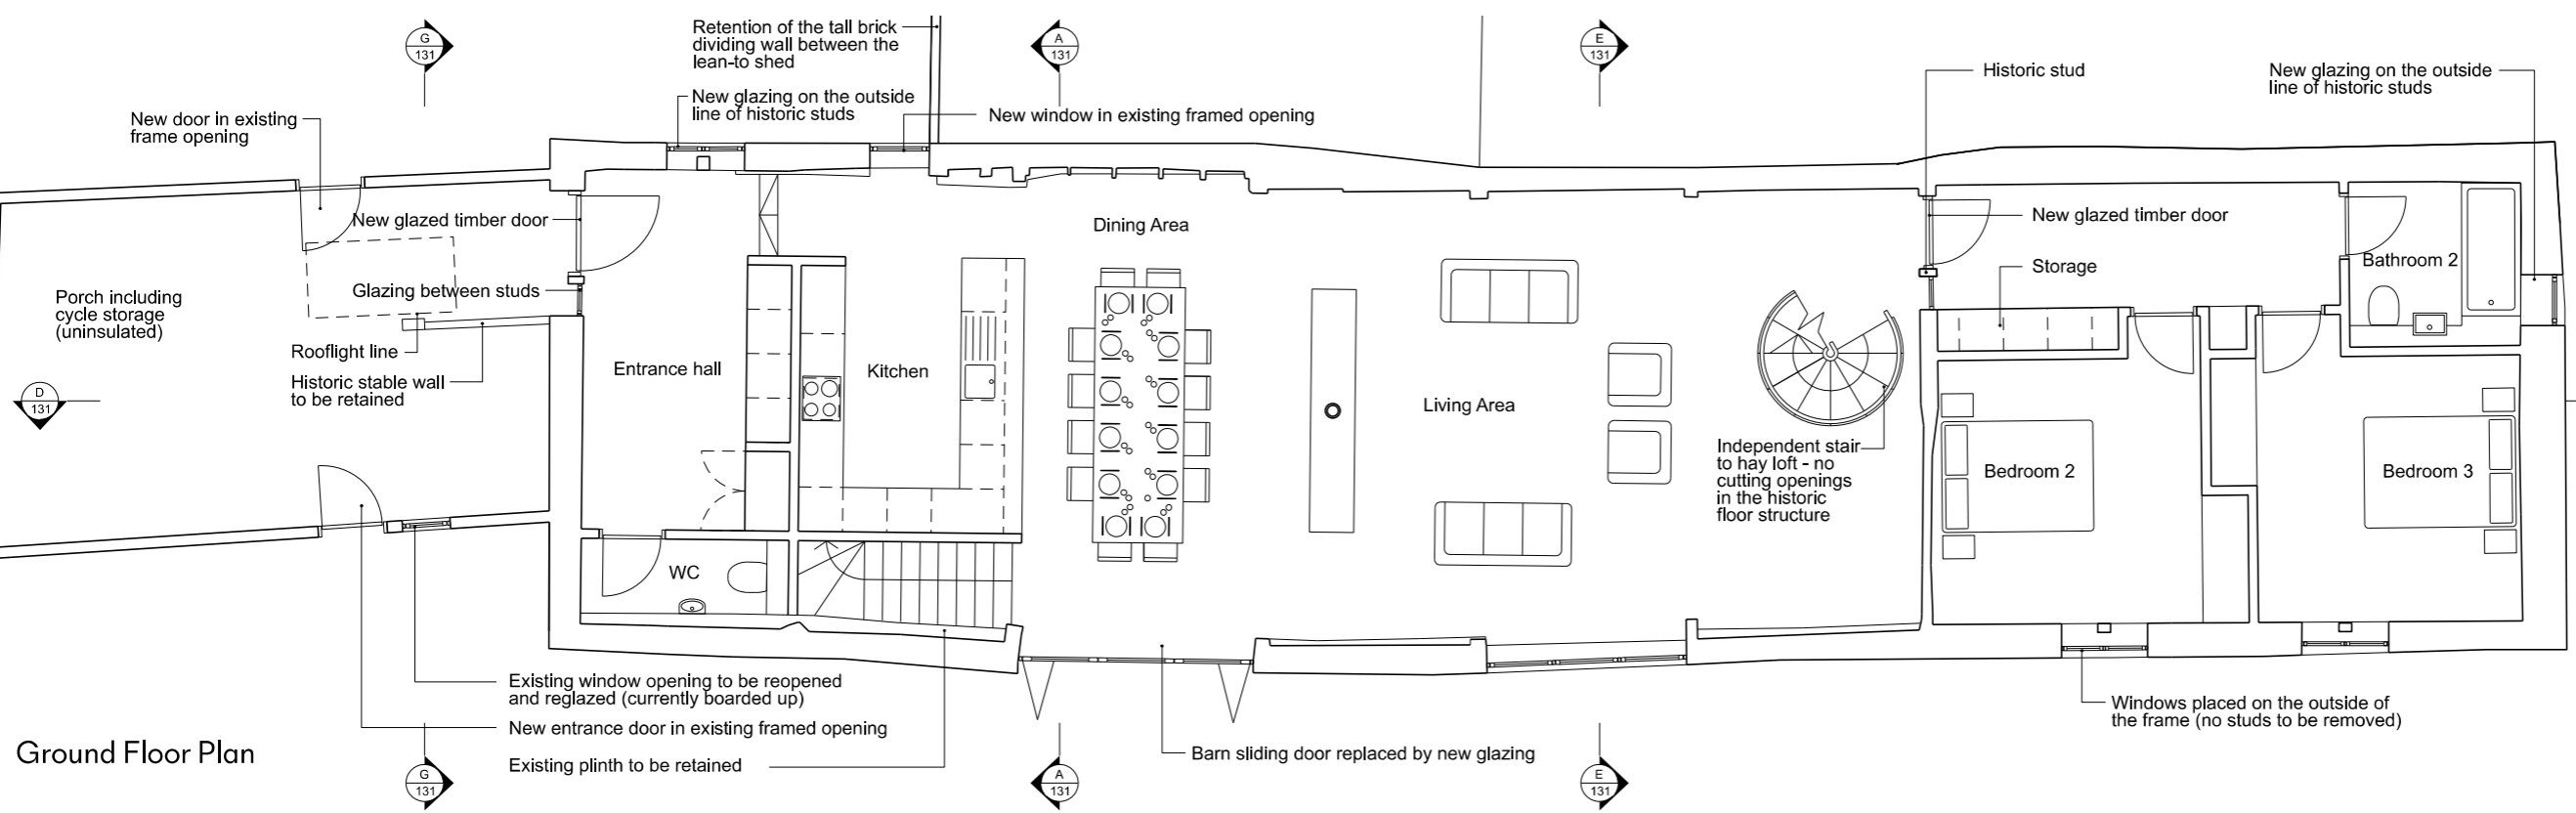 G
131
Retention of the tall brick
dividing wall between the
lean-to shed
A
131
E
131
Historic stud
New glazing on the outside
line of historic studs
New glazing on the outside
line of historic studs
New window in existing framed opening
New door in existing
frame opening
New glazed timber door
Dining Area
New glazed timber door
Storage
Bathroom 2
Porch including
cycle storage
(uninsulated)
Glazing between studs
Rooflight line
Historic stable wall
to be retained
Entrance hall
Kitchen
Living Area
D
131
Independent stair
to hay loft - no
cutting openings
in the historic
floor structure
Bedroom 2
Bedroom 3
WC
Existing window opening to be reopened
and reglazed (currently boarded up)
New entrance door in existing framed opening
Existing plinth to be retained
Barn sliding door replaced by new glazing
Windows placed on the outside of
the frame (no studs to be removed)
Ground Floor Plan
G
131
A
131
E
131